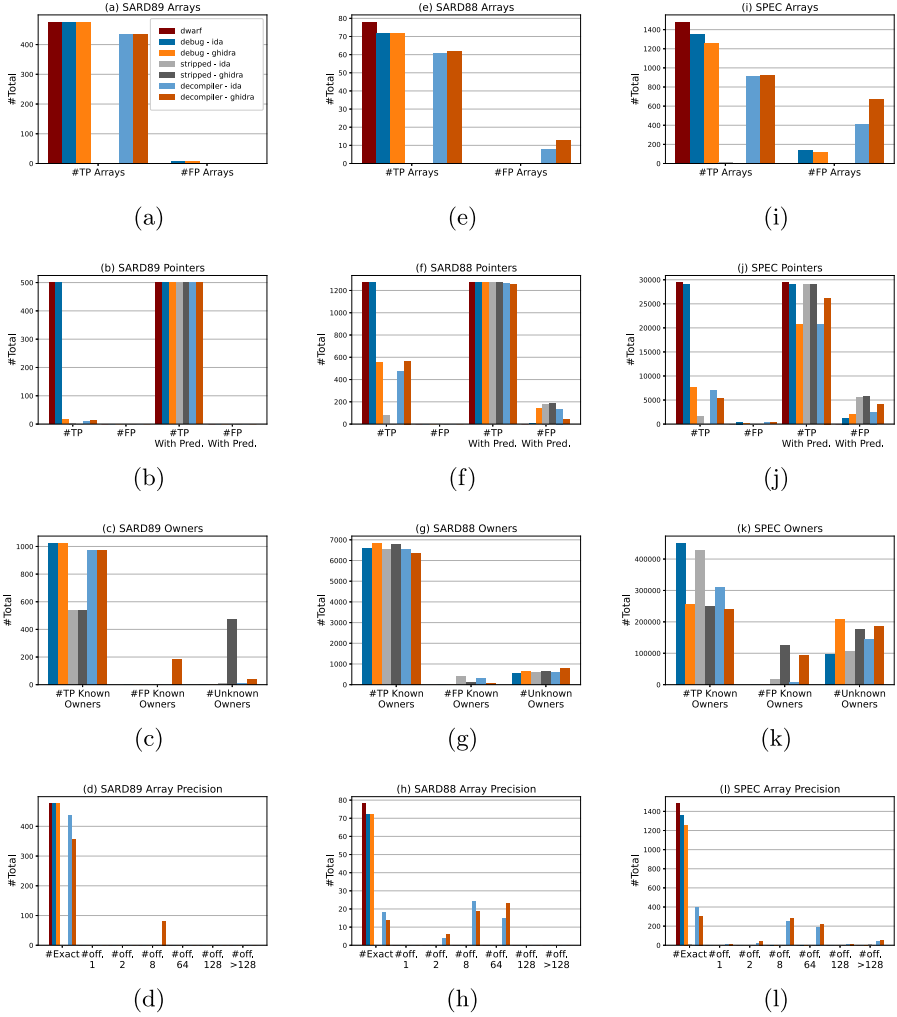 (a) SARD89 Arrays
#Total
400
300
200
100
0
dwarf
debug - ida
debug - ghidra
stripped - ida
stripped - ghidra
decompiler - ida
decompiler - ghidra
#TP Arrays #FP Arrays
(a)
(e) SARD88 Arrays
#Total
80
70
60
50
40
30
20
10
0
#TP Arrays #FP Arrays
(e)
(i) SPEC Arrays
#Total
1400
1200
1000
800
600
400
200
0
#TP Arrays #FP Arrays
(i)
(b) SARD89 Pointers
#Total
500
400
300
200
100
0
#TP #FP #TP #FP
With Pred. With Pred.
(b)
(f) SARD88 Pointers
#Total
1200
1000
800
600
400
200
0
#TP #FP #TP #FP
With Pred. With Pred.
(f)
(j) SPEC Pointers
#Total
30000
25000
20000
15000
10000
5000
0
#TP #FP #TP #FP
With Pred. With Pred.
(j)
(c) SARD89 Owners
#Total
1000
800
600
400
200
0
#TP Known #FP Known #Unknown
Owners Owners Owners
(c)
(g) SARD88 Owners
#Total
7000
6000
5000
4000
3000
2000
1000
0
#TP Known #FP Known #Unknown
Owners Owners Owners
(g)
(k) SPEC Owners
#Total
400000
300000
200000
100000
0
#TP Known #FP Known #Unknown
Owners Owners Owners
(k)
(d) SARD89 Array Precision
#Total
400
300
200
100
0
#Exact #off. #off. #off. #off. #off. #off.
1 2 8 64 128 >128
(d)
(h) SARD88 Array Precision
#Total
80
70
60
50
40
30
20
10
0
#Exact #off. #off. #off. #off. #off. #off.
1 2 8 64 128 >128
(h)
(l) SPEC Array Precision
#Total
1400
1200
1000
800
600
400
200
0
#Exact #off. #off. #off. #off. #off. #off.
1 2 8 64 128 >128
(l)